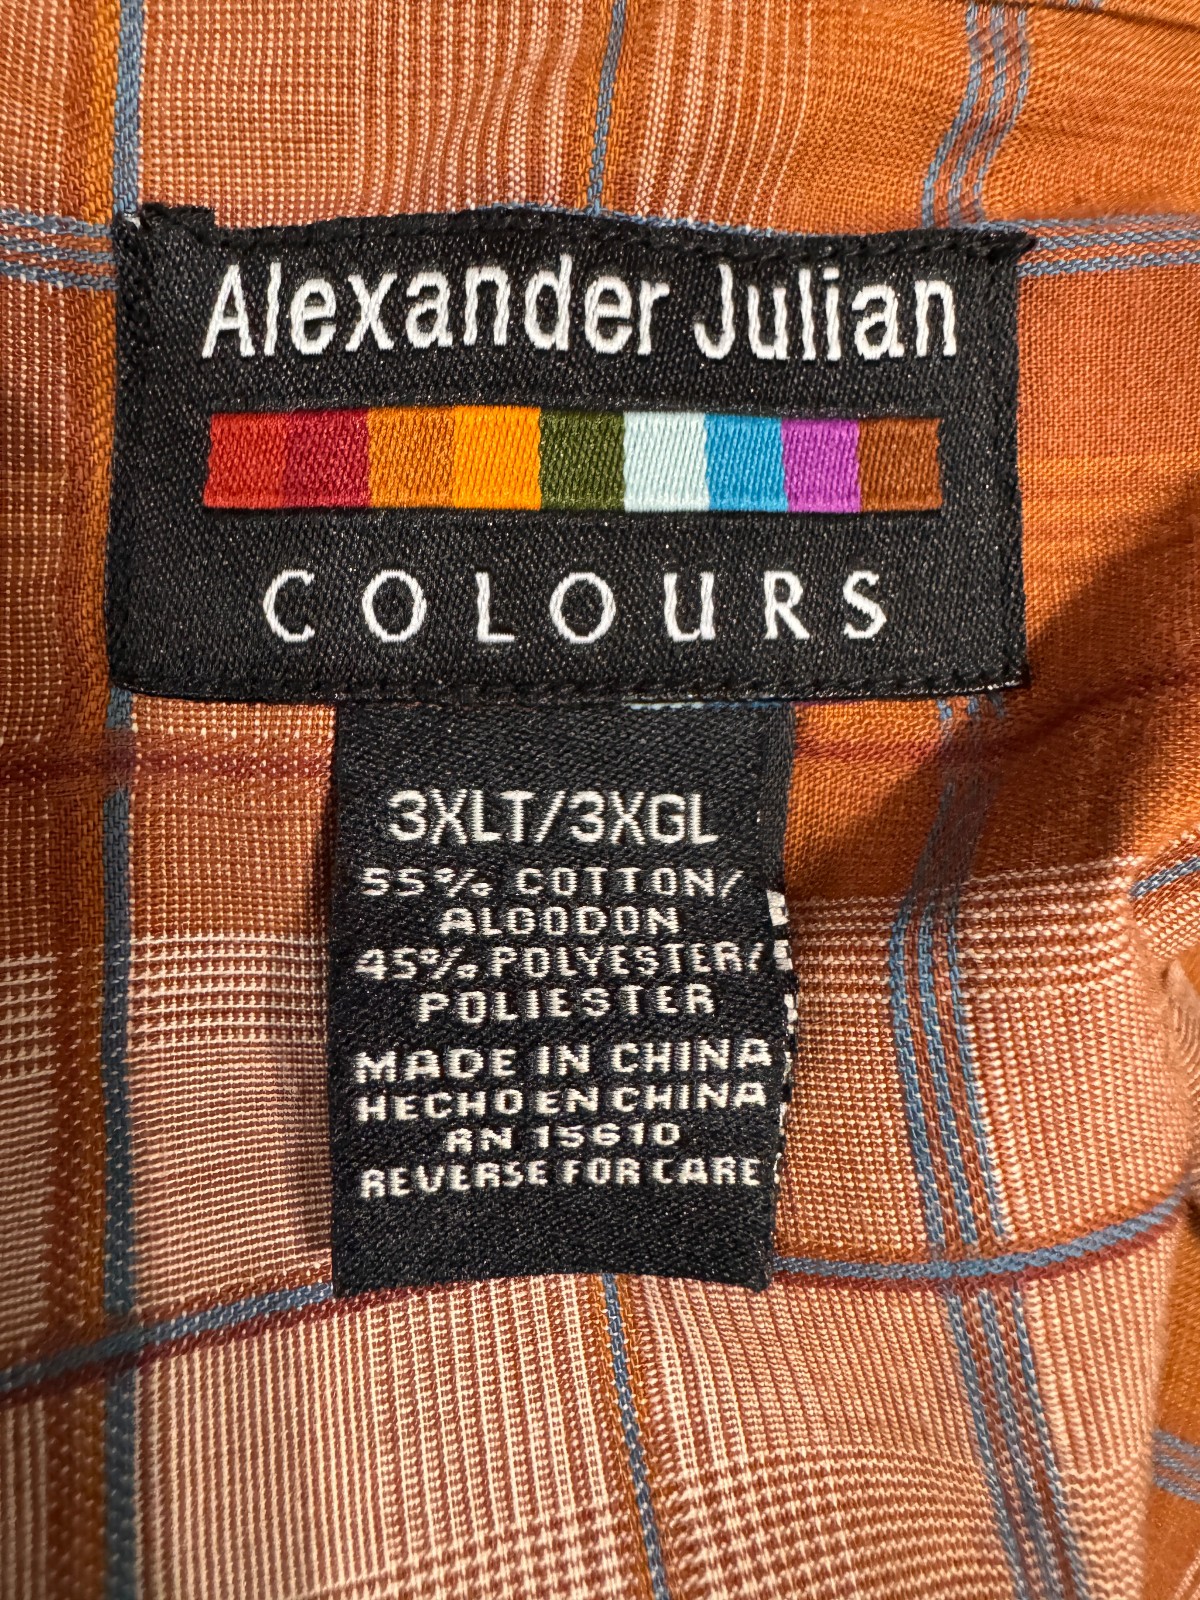 Alexander Julian
COLOURS
3XLT/3XGL
55% COTTON/
ALGODON
45% POLYESTER/
POLIESTER
MADE IN CHINA
HECHO EN CHINA
RN 15610
REVERSE FOR CARE